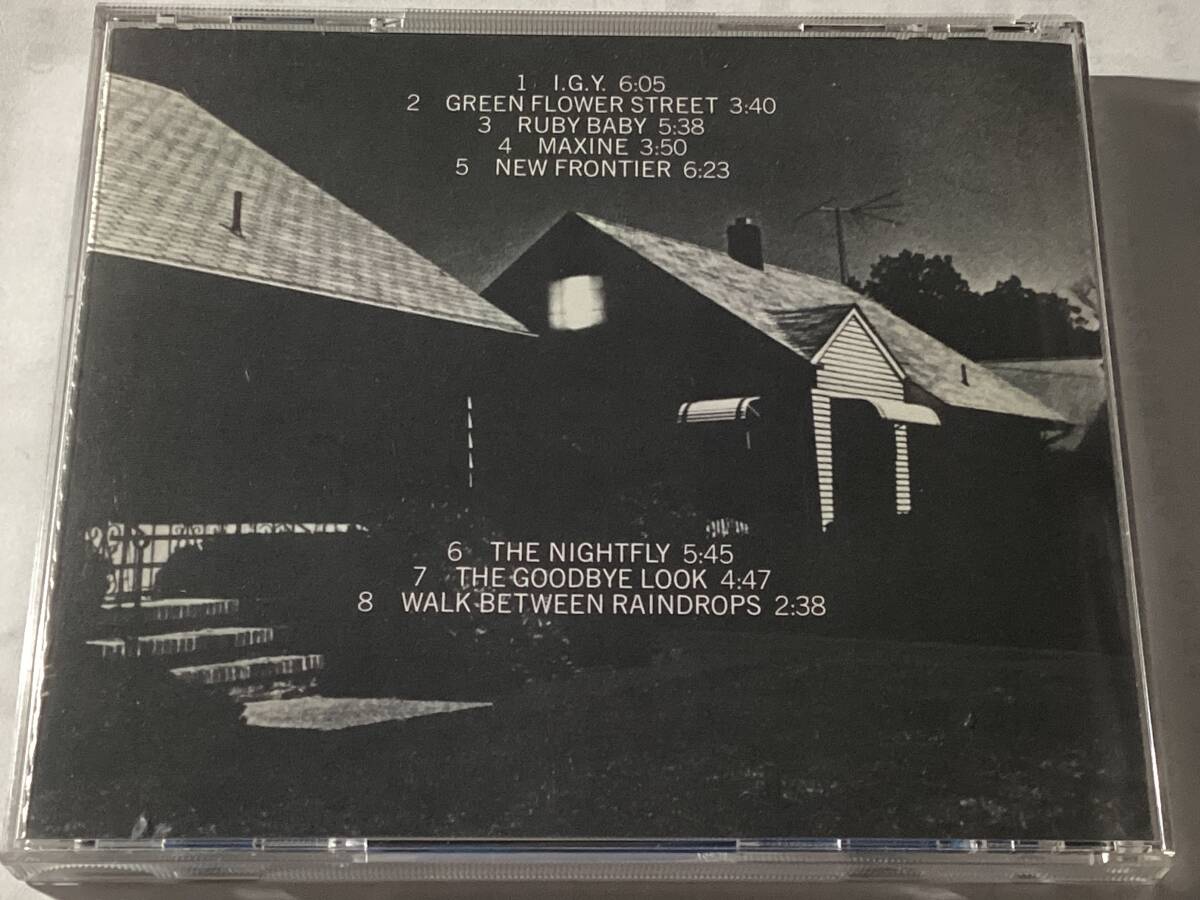 1 I.G.Y. 6:05
2 GREEN FLOWER STREET 3:40
3 RUBY BABY 5:38
4 MAXINE 3:50
5 NEW FRONTIER 6:23
6 THE NIGHTFLY 5:45
7 THE GOODBYE LOOK 4:47
8 WALK BETWEEN RAINDROPS 2:38